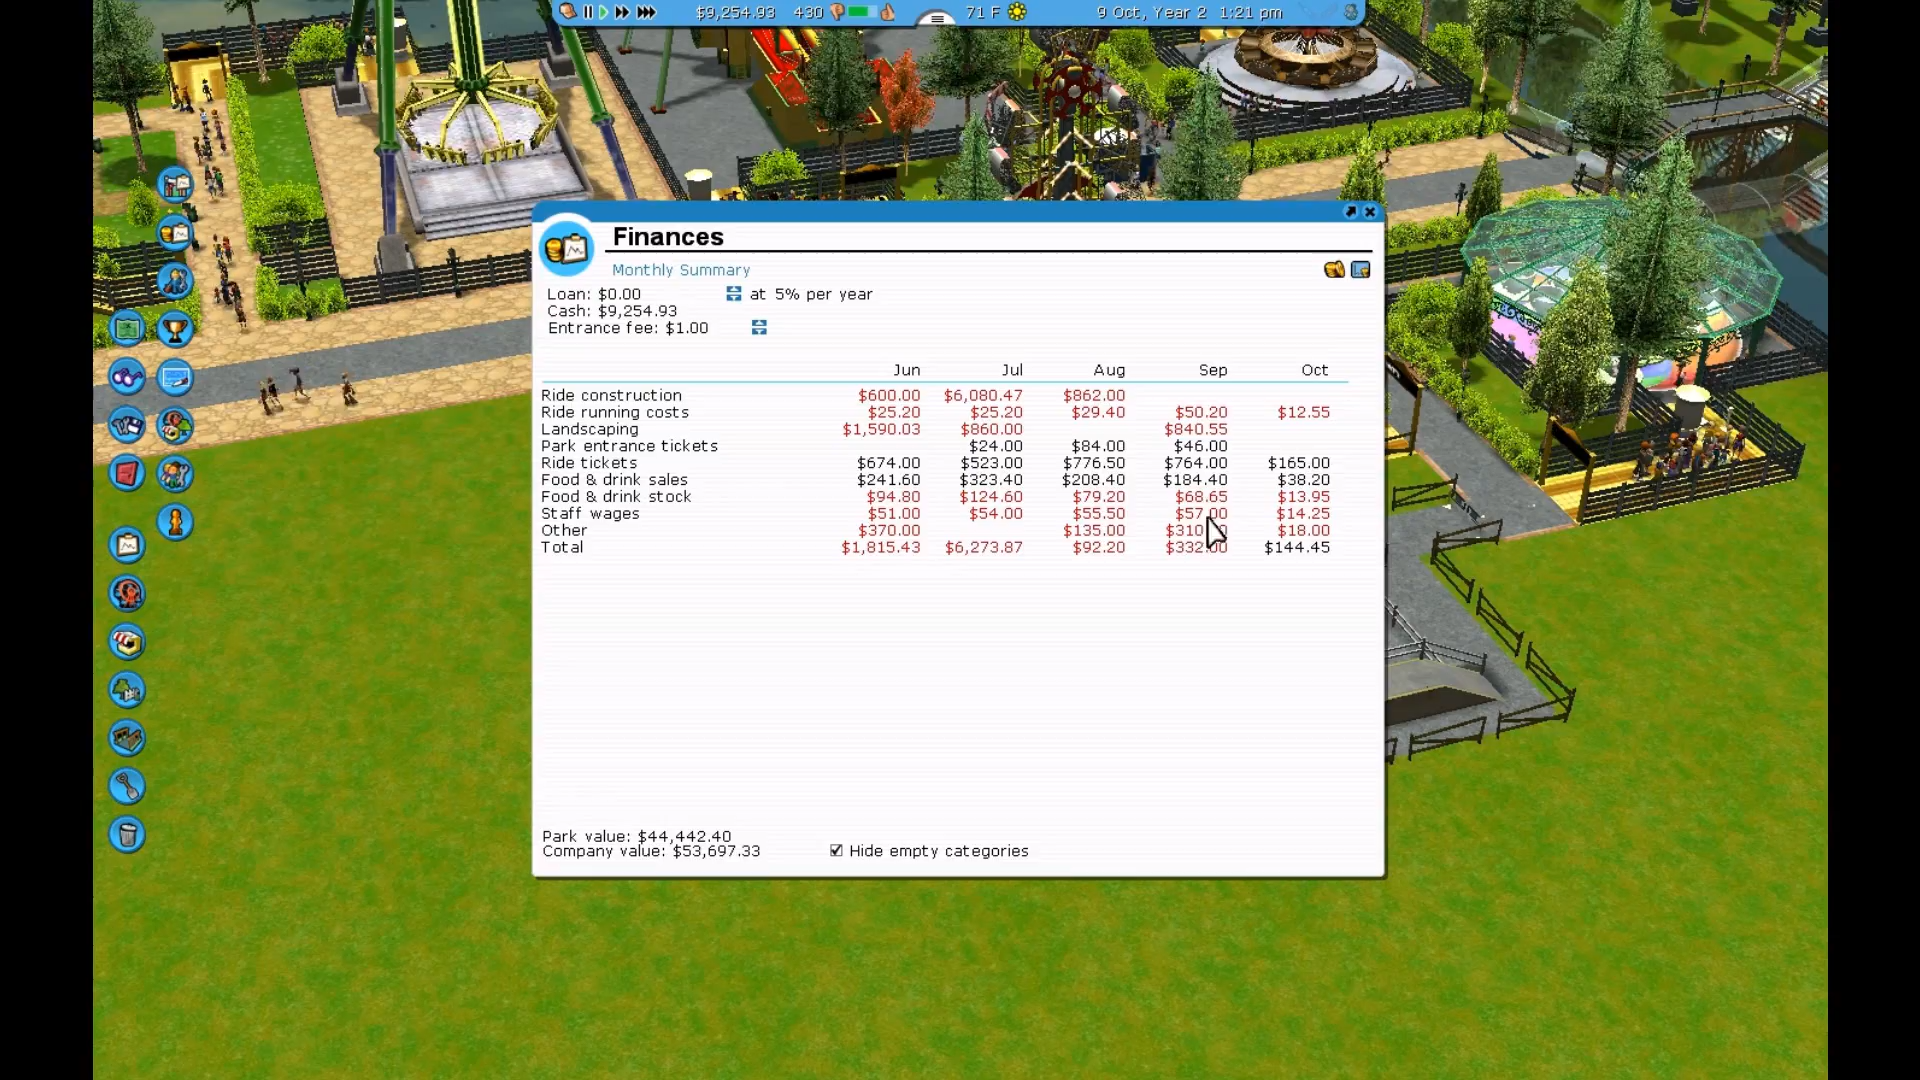 $9,254.93 430 71 F 9 Oct, Year 2 1:21 pm
Finances
Monthly Summary
Loan: $0.00 at 5% per year
Cash: $9,254.93
Entrance fee: $1.00
Jun Jul Aug Sep Oct
Ride construction $600.00 $6,080.47 $862.00
Ride running costs $25.20 $25.20 $29.40 $50.20 $12.55
Landscaping $1,590.03 $860.00 $840.55
Park entrance tickets $24.00 $84.00 $46.00
Ride tickets $674.00 $523.00 $776.50 $764.00 $165.00
Food & drink sales $241.60 $323.40 $208.40 $184.40 $38.20
Food & drink stock $94.80 $124.60 $79.20 $68.65 $13.95
Staff wages $51.00 $54.00 $55.50 $57.00 $14.25
Other $370.00 $135.00 $18.00
Total $1,815.43 $6,273.87 $92.20 $332.00 $144.45
Park value: $44,442.40
Company value: $53,697.33 Hide empty categories